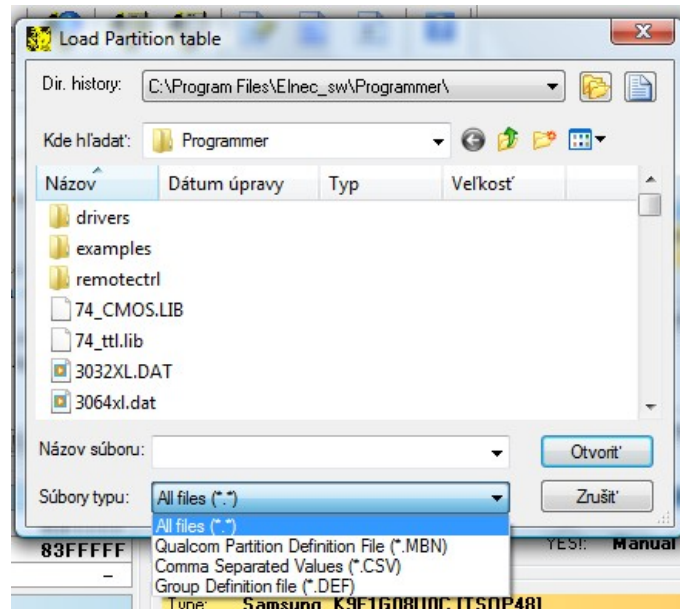 Load Partition table
Dir. history: C:\Program Files\Elnec_sw\Programmer\
Kde hľadať: Programmer
Názov Dátum úpravy Typ Veľkosť
drivers
examples
remotectrl
74_CMOS.LIB
74_ttl.lib
3032XL.DAT
3064xl.dat
Názov súboru: Otvoriť
Súbory typu: All files (*.*) Zrušiť
All files (*.*)
Qualcom Partition Definition File (*.MBN)
Comma Separated Values (*.CSV)
Group Definition file (*.DEF)
83FFFFF YES!: Manual
–
Type: Samsung K9F1G08U0C [TSOP48]